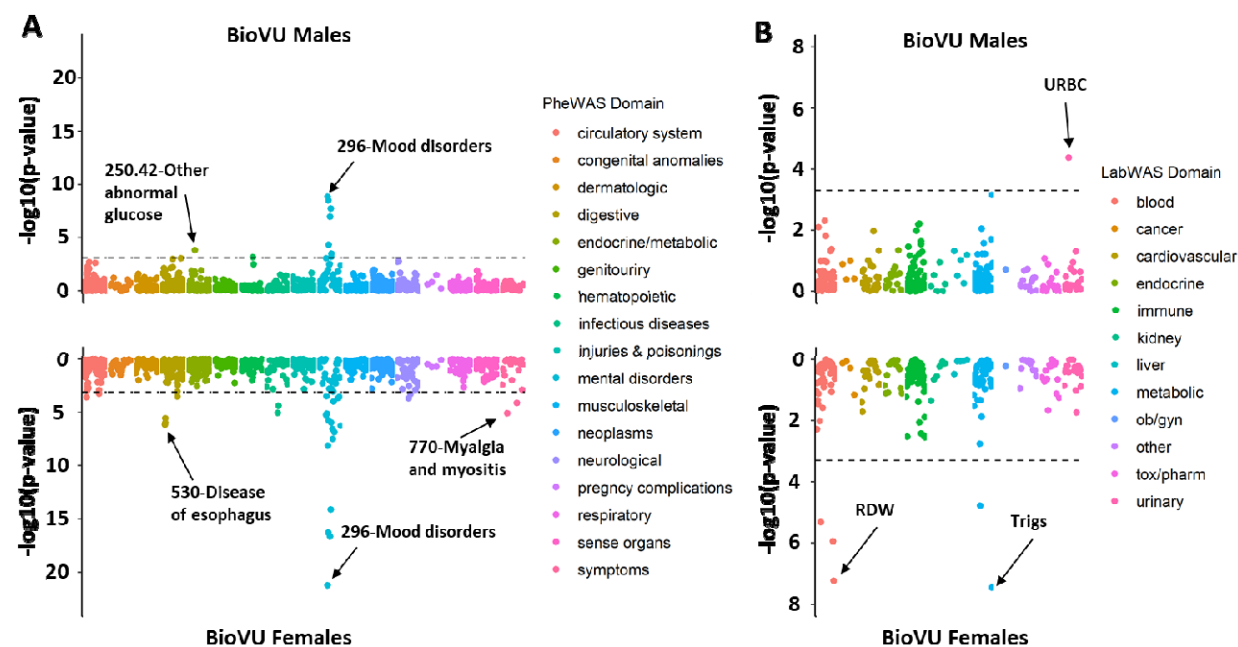 A
BioVU Males
20
15
10
5
0
-log10(p-value)
250.42-Other
abnormal
glucose
296-Mood disorders
0
5
10
15
20
-log10(p-value)
530-Disease
of esophagus
296-Mood disorders
770-Myalgia
and myositis
BioVU Females
PheWAS Domain
circulatory system
congenital anomalies
dermatologic
digestive
endocrine/metabolic
genitouriry
hematopoietic
infectious diseases
injuries & poisonings
mental disorders
musculoskeletal
neoplasms
neurological
pregncy complications
respiratory
sense organs
symptoms
B
BioVU Males
8
6
4
2
0
-log10(p-value)
URBC
0
2
4
6
8
-log10(p-value)
RDW
Trigs
BioVU Females
LabWAS Domain
blood
cancer
cardiovascular
endocrine
immune
kidney
liver
metabolic
ob/gyn
other
tox/pharm
urinary